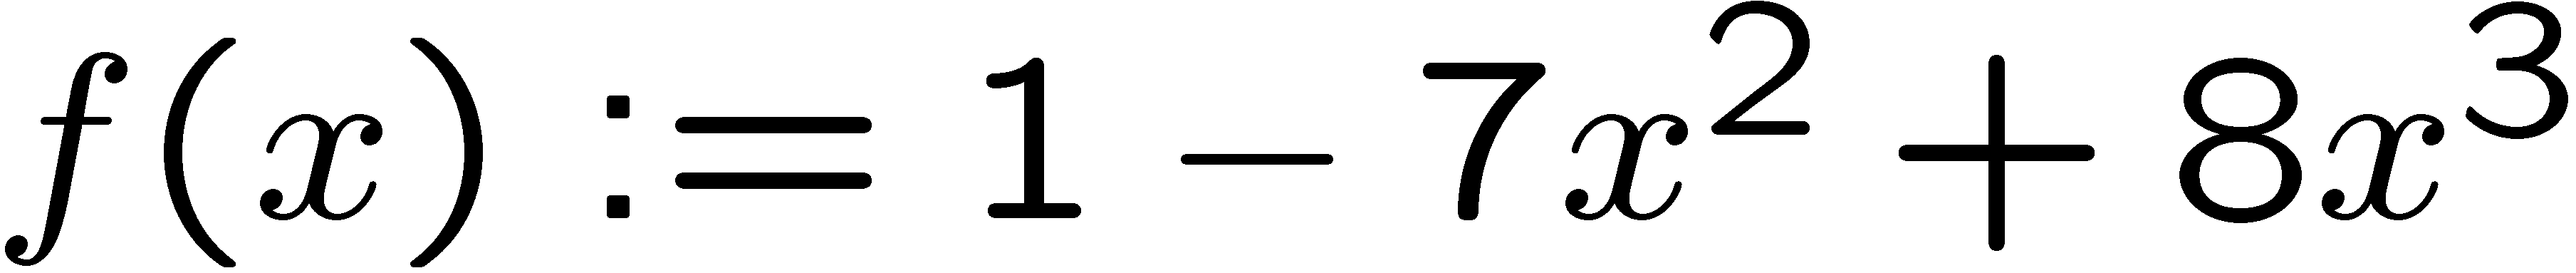 f(x) := 1 − 7x² + 8x³